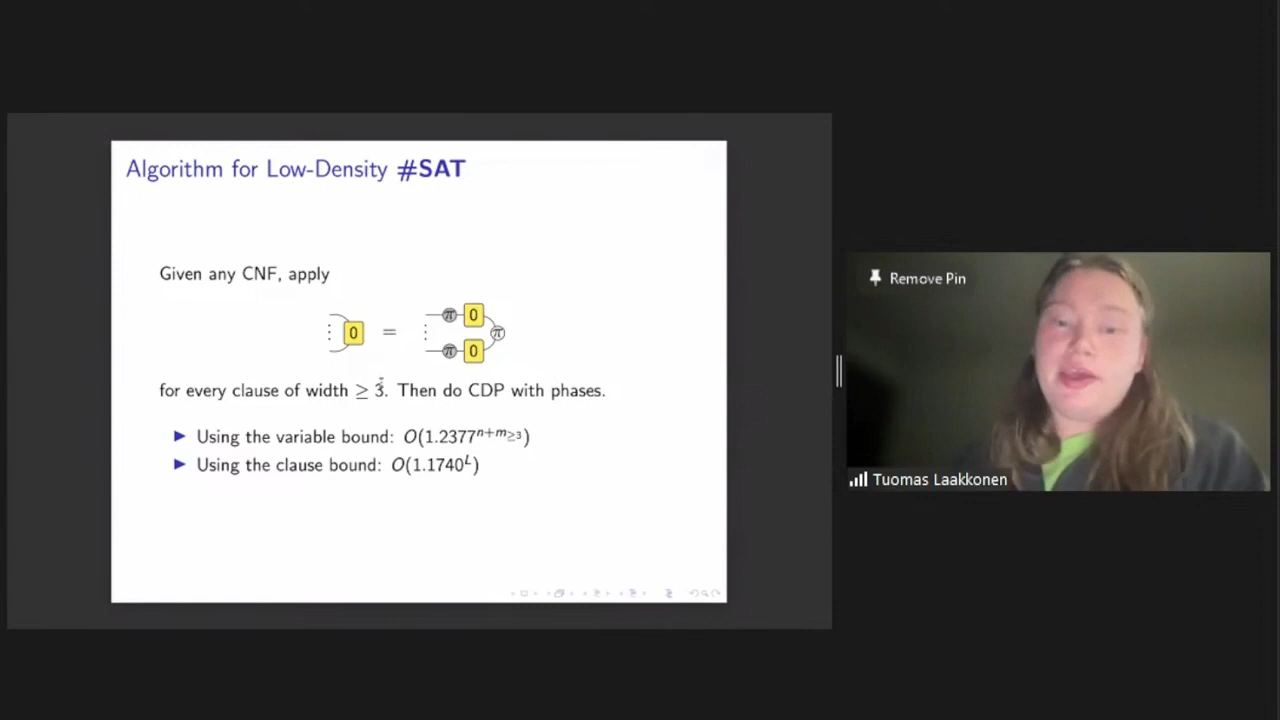 Algorithm for Low-Density #SAT
Given any CNF, apply
⋮ 0 = ⋮ π 0 π π 0
for every clause of width ≥ 3. Then do CDP with phases.
▶ Using the variable bound: O(1.2377^{n+m_{≥3}})
▶ Using the clause bound: O(1.1740^L)
Remove Pin
Tuomas Laakkonen